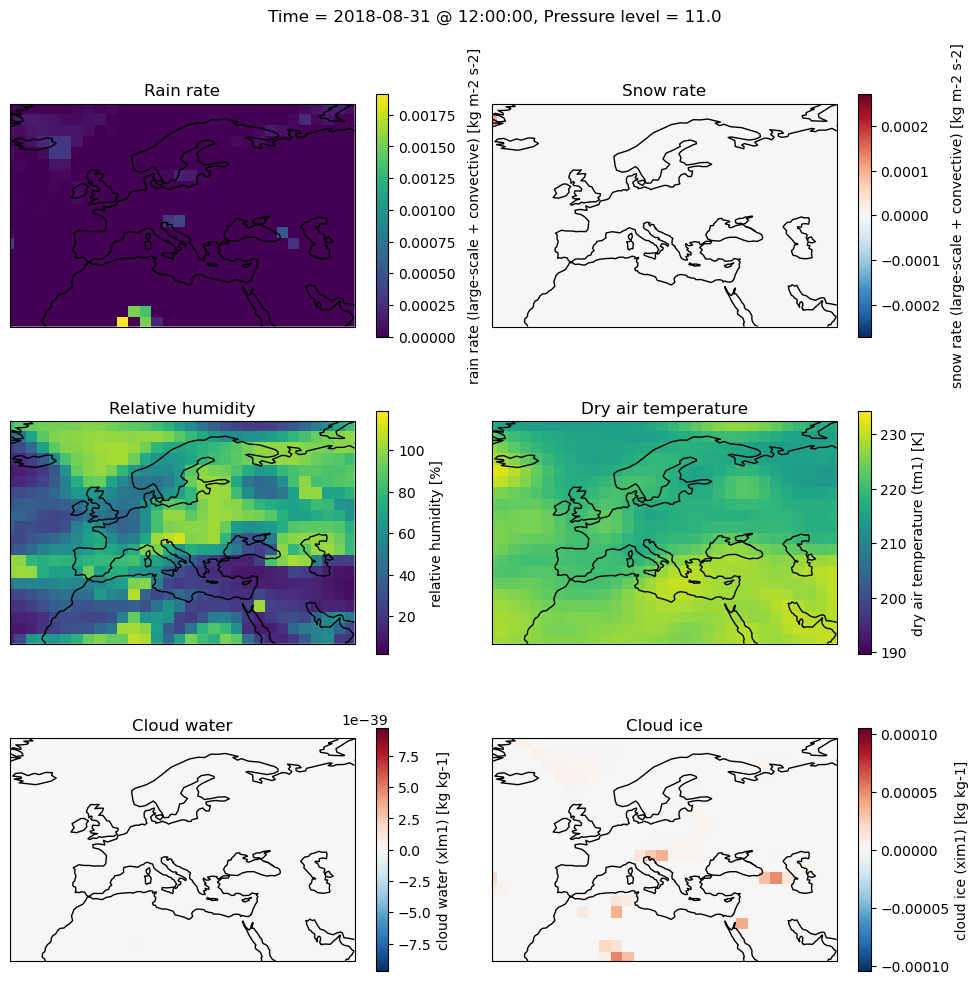 Time = 2018-08-31 @ 12:00:00, Pressure level = 11.0
Rain rate
0.00175
0.00150
0.00125
0.00100
0.00075
0.00050
0.00025
0.00000
rain rate (large-scale + convective) [kg m-2 s-2]
Snow rate
0.0002
0.0001
0.0000
−0.0001
−0.0002
snow rate (large-scale + convective) [kg m-2 s-2]
Relative humidity
100
80
60
40
20
relative humidity [%]
Dry air temperature
230
220
210
200
190
dry air temperature (tm1) [K]
Cloud water
1e−39
7.5
5.0
2.5
0.0
−2.5
−5.0
−7.5
cloud water (xlm1) [kg kg-1]
Cloud ice
0.00010
0.00005
0.00000
−0.00005
−0.00010
cloud ice (xim1) [kg kg-1]